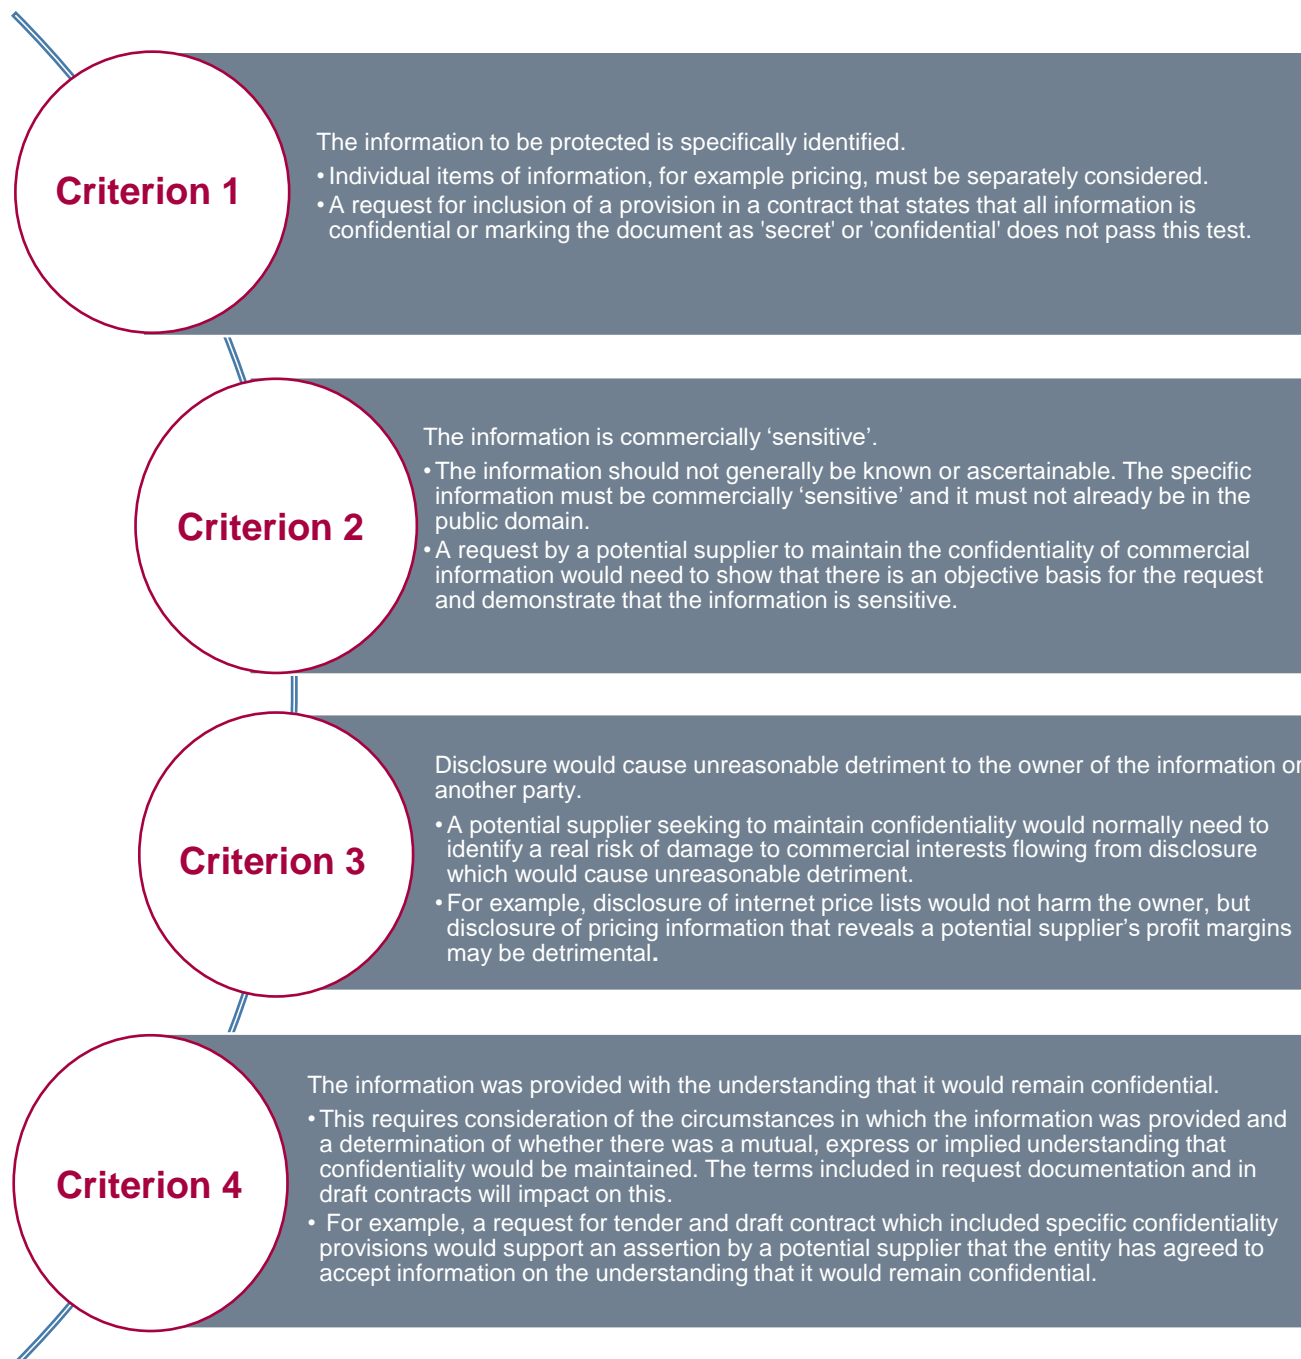 Criterion 1
The information to be protected is specifically identified.
• Individual items of information, for example pricing, must be separately considered.
• A request for inclusion of a provision in a contract that states that all information is
confidential or marking the document as 'secret' or 'confidential' does not pass this test.
Criterion 2
The information is commercially ‘sensitive’.
• The information should not generally be known or ascertainable. The specific
information must be commercially ‘sensitive’ and it must not already be in the
public domain.
• A request by a potential supplier to maintain the confidentiality of commercial
information would need to show that there is an objective basis for the request
and demonstrate that the information is sensitive.
Criterion 3
Disclosure would cause unreasonable detriment to the owner of the information or
another party.
• A potential supplier seeking to maintain confidentiality would normally need to
identify a real risk of damage to commercial interests flowing from disclosure
which would cause unreasonable detriment.
• For example, disclosure of internet price lists would not harm the owner, but
disclosure of pricing information that reveals a potential supplier’s profit margins
may be detrimental.
Criterion 4
The information was provided with the understanding that it would remain confidential.
• This requires consideration of the circumstances in which the information was provided and
a determination of whether there was a mutual, express or implied understanding that
confidentiality would be maintained. The terms included in request documentation and in
draft contracts will impact on this.
• For example, a request for tender and draft contract which included specific confidentiality
provisions would support an assertion by a potential supplier that the entity has agreed to
accept information on the understanding that it would remain confidential.